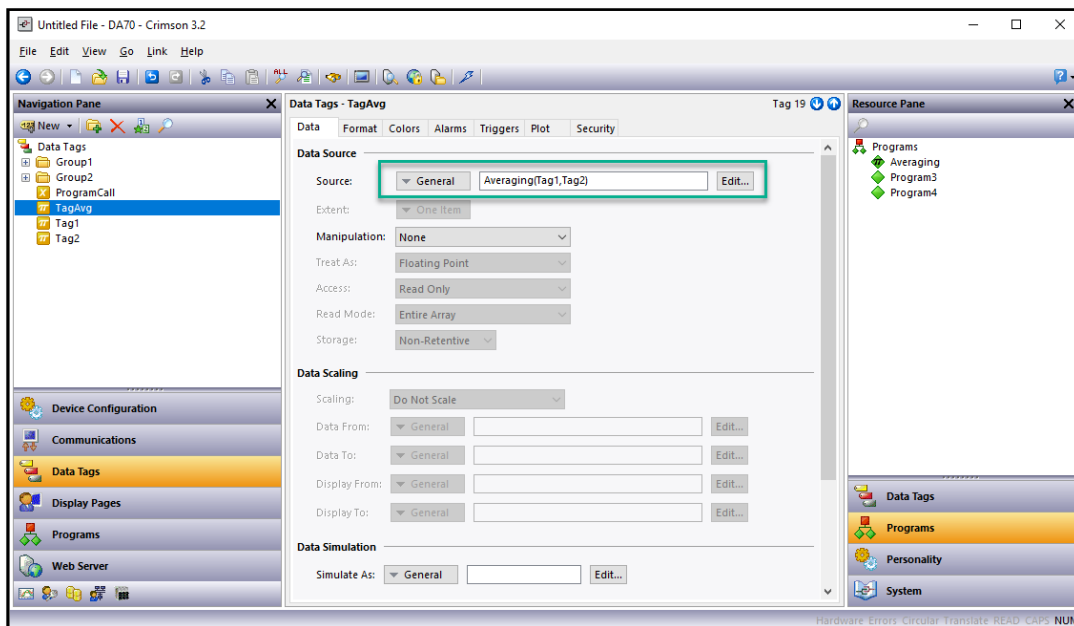 Untitled File - DA70 - Crimson 3.2
File Edit View Go Link Help
ALL
Navigation Pane
New
Data Tags
Group1
Group2
ProgramCall
TagAvg
Tag1
Tag2
Device Configuration
Communications
Data Tags
Display Pages
Programs
Web Server
Data Tags - TagAvg
Tag 19
Data Format Colors Alarms Triggers Plot Security
Data Source
Source: General Averaging(Tag1,Tag2) Edit...
Extent: One Item
Manipulation: None
Treat As: Floating Point
Access: Read Only
Read Mode: Entire Array
Storage: Non-Retentive
Data Scaling
Scaling: Do Not Scale
Data From: General Edit...
Data To: General Edit...
Display From: General Edit...
Display To: General Edit...
Data Simulation
Simulate As: General Edit...
Resource Pane
Programs
Averaging
Program3
Program4
Data Tags
Programs
Personality
System
Hardware Errors Circular Translate READ CAPS NUM